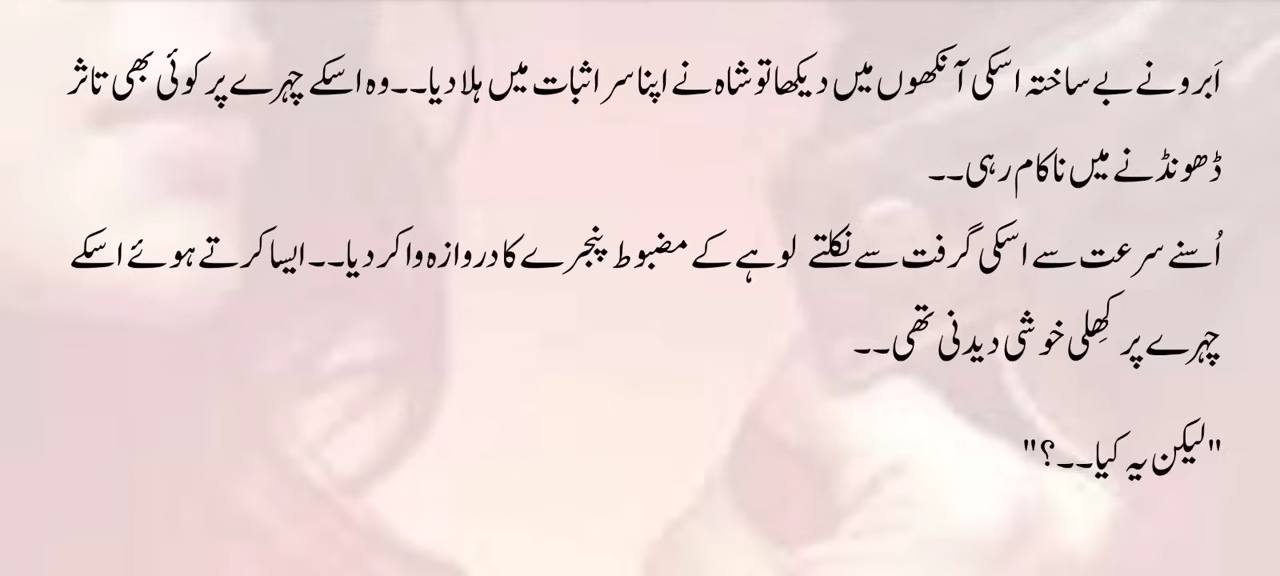 اَبرو نے بے ساختہ اسکی آنکھوں میں دیکھا تو شاہ نے اپنا سر اثبات میں ہلا دیا۔۔وہ اسکے چہرے پر کوئی بھی تاثر
ڈھونڈنے میں ناکام رہی۔۔
اُسنے سرعت سے اسکی گرفت سے نکلتے لوہے کے مضبوط پنجرے کا دروازہ وا کر دیا۔۔ایسا کرتے ہوئے اسکے
چہرے پر کھِلی خوشی دیدنی تھی۔۔
"لیکن یہ کیا۔۔؟"